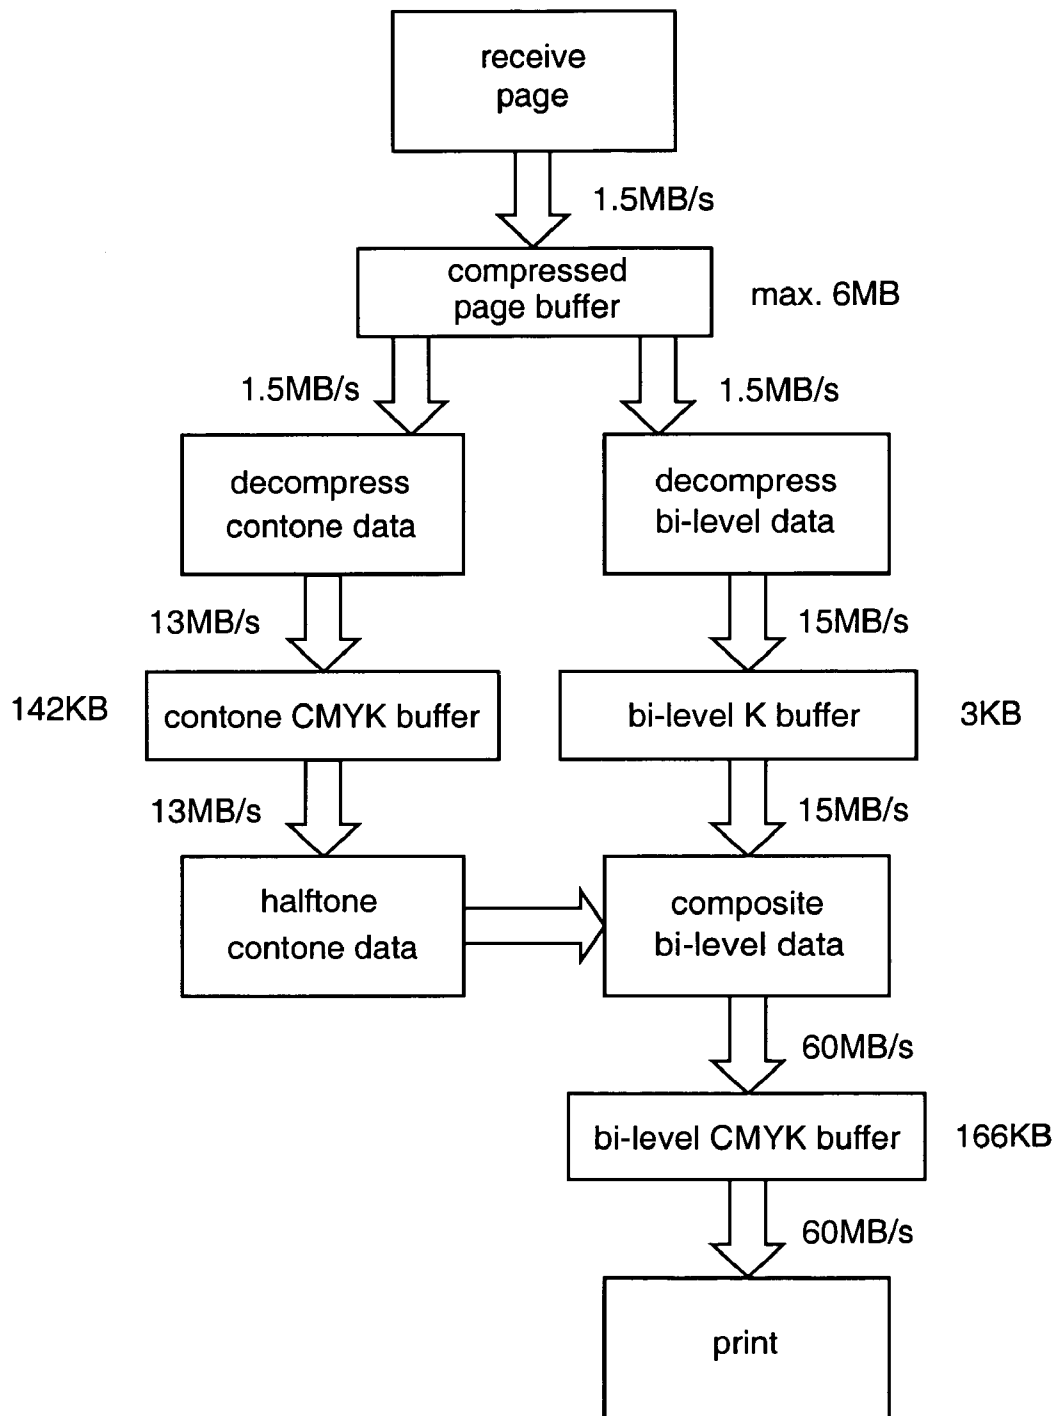 receive
page
1.5MB/s
compressed
page buffer
max. 6MB
1.5MB/s
1.5MB/s
decompress
contone data
decompress
bi-level data
13MB/s
15MB/s
142KB
contone CMYK buffer
bi-level K buffer
3KB
13MB/s
15MB/s
halftone
contone data
composite
bi-level data
60MB/s
bi-level CMYK buffer
166KB
60MB/s
print